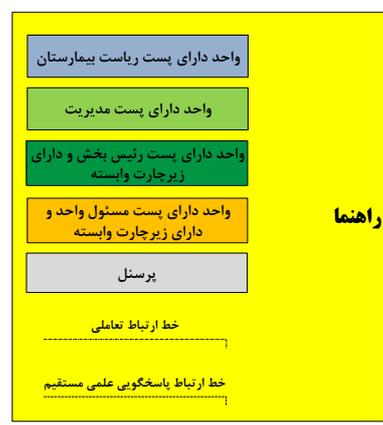 واحد دارای پست ریاست بیمارستان
واحد دارای پست مدیریت
واحد دارای پست رئیس بخش و دارای
زیرچارت وابسته
راهنما
واحد دارای پست مسئول واحد و
دارای زیرچارت وابسته
پرسنل
خط ارتباط تعاملی
خط ارتباط پاسخگویی علمی مستقیم